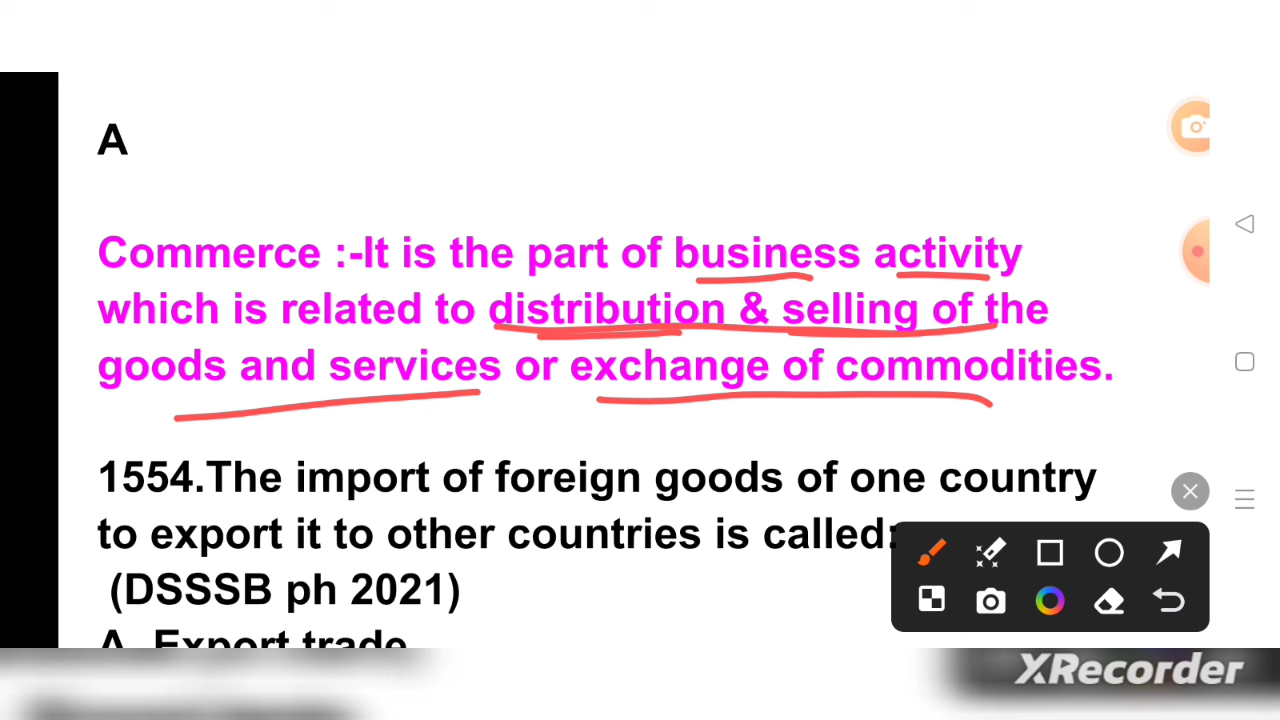 A
Commerce :-It is the part of business activity
which is related to distribution & selling of the
goods and services or exchange of commodities.
1554.The import of foreign goods of one country
to export it to other countries is called:
(DSSSB ph 2021)
A. Export trade
XRecorder